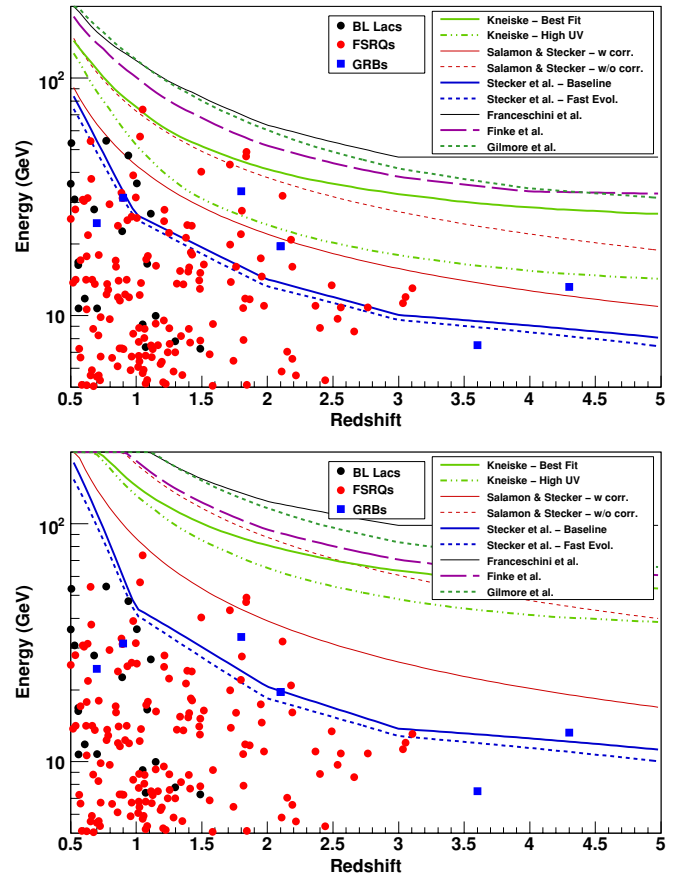 BL Lacs
FSRQs
GRBs
Kneiske − Best Fit
Kneiske − High UV
Salamon & Stecker − w corr.
Salamon & Stecker − w/o corr.
Stecker et al. − Baseline
Stecker et al. − Fast Evol.
Franceschini et al.
Finke et al.
Gilmore et al.
Energy (GeV)
10²
10
0.5 1 1.5 2 2.5 3 3.5 4 4.5 5
Redshift
BL Lacs
FSRQs
GRBs
Kneiske − Best Fit
Kneiske − High UV
Salamon & Stecker − w corr.
Salamon & Stecker − w/o corr.
Stecker et al. − Baseline
Stecker et al. − Fast Evol.
Franceschini et al.
Finke et al.
Gilmore et al.
Energy (GeV)
10²
10
0.5 1 1.5 2 2.5 3 3.5 4 4.5 5
Redshift